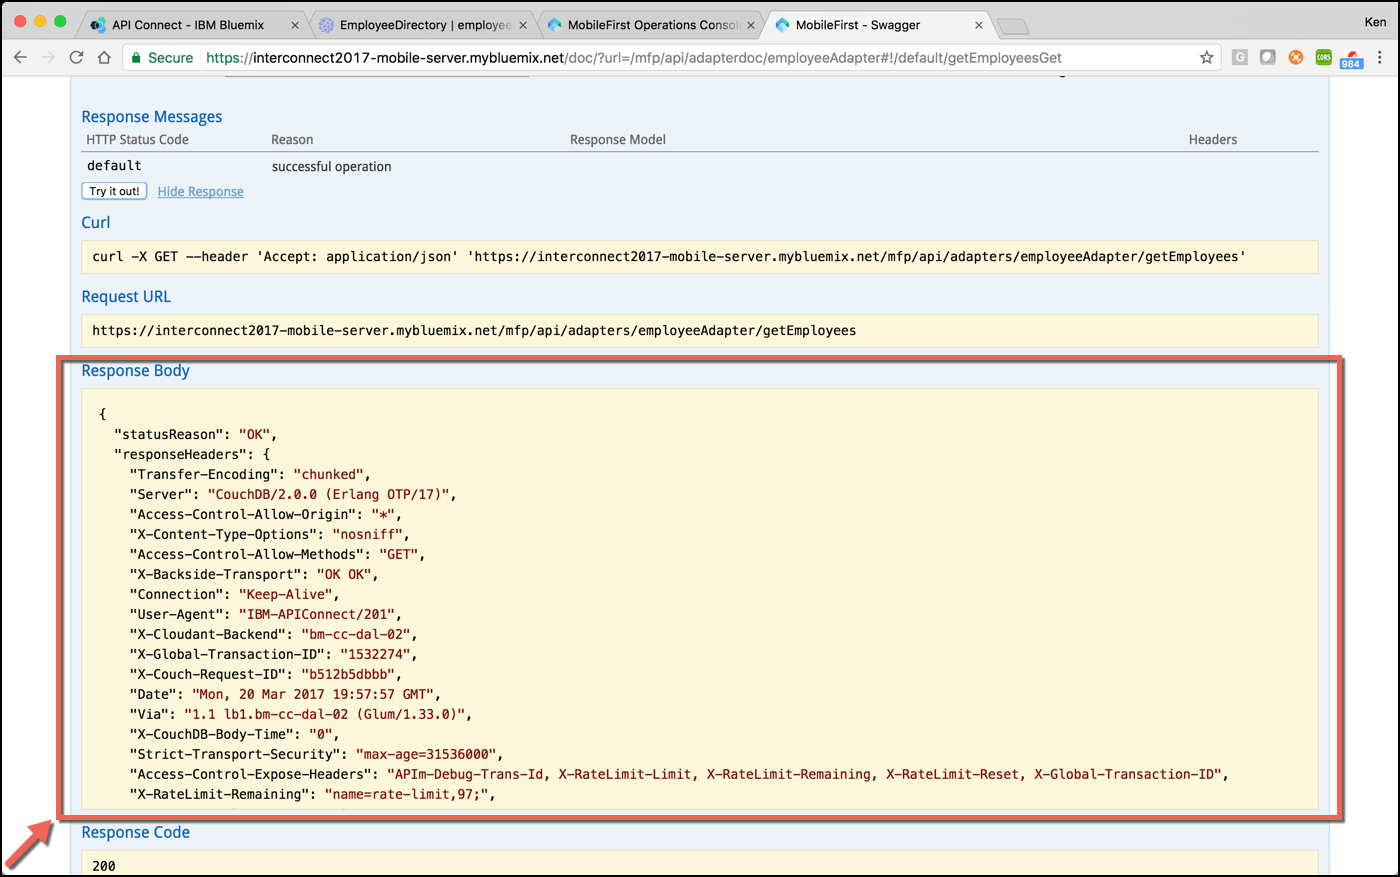 API Connect - IBM Bluemix
EmployeeDirectory | employee
MobileFirst Operations Consol
MobileFirst - Swagger
Ken
Secure https://interconnect2017-mobile-server.mybluemix.net/doc/?url=/mfp/api/adapterdoc/employeeAdapter#!/default/getEmployeesGet
G
CORS
984
Response Messages
HTTP Status Code Reason Response Model Headers
default successful operation
Try it out! Hide Response
Curl
curl -X GET --header 'Accept: application/json' 'https://interconnect2017-mobile-server.mybluemix.net/mfp/api/adapters/employeeAdapter/getEmployees'
Request URL
https://interconnect2017-mobile-server.mybluemix.net/mfp/api/adapters/employeeAdapter/getEmployees
Response Body
{
"statusReason": "OK",
"responseHeaders": {
"Transfer-Encoding": "chunked",
"Server": "CouchDB/2.0.0 (Erlang OTP/17)",
"Access-Control-Allow-Origin": "*",
"X-Content-Type-Options": "nosniff",
"Access-Control-Allow-Methods": "GET",
"X-Backside-Transport": "OK OK",
"Connection": "Keep-Alive",
"User-Agent": "IBM-APIConnect/201",
"X-Cloudant-Backend": "bm-cc-dal-02",
"X-Global-Transaction-ID": "1532274",
"X-Couch-Request-ID": "b512b5dbbb",
"Date": "Mon, 20 Mar 2017 19:57:57 GMT",
"Via": "1.1 lb1.bm-cc-dal-02 (Glum/1.33.0)",
"X-CouchDB-Body-Time": "0",
"Strict-Transport-Security": "max-age=31536000",
"Access-Control-Expose-Headers": "APIm-Debug-Trans-Id, X-RateLimit-Limit, X-RateLimit-Remaining, X-RateLimit-Reset, X-Global-Transaction-ID",
"X-RateLimit-Remaining": "name=rate-limit,97;",
Response Code
200